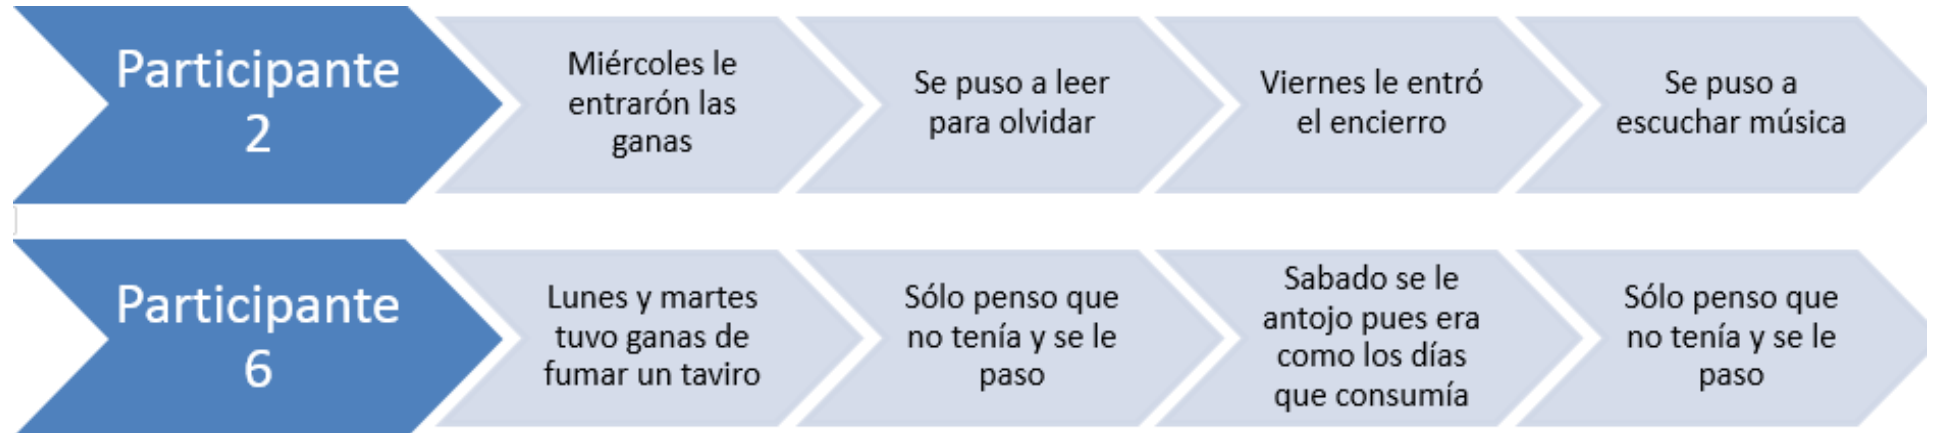 Participante
2
Miércoles le
entrarón las
ganas
Se puso a leer
para olvidar
Viernes le entró
el encierro
Se puso a
escuchar música
Participante
6
Lunes y martes
tuvo ganas de
fumar un taviro
Sólo penso que
no tenía y se le
paso
Sabado se le
antojo pues era
como los días
que consumía
Sólo penso que
no tenía y se le
paso